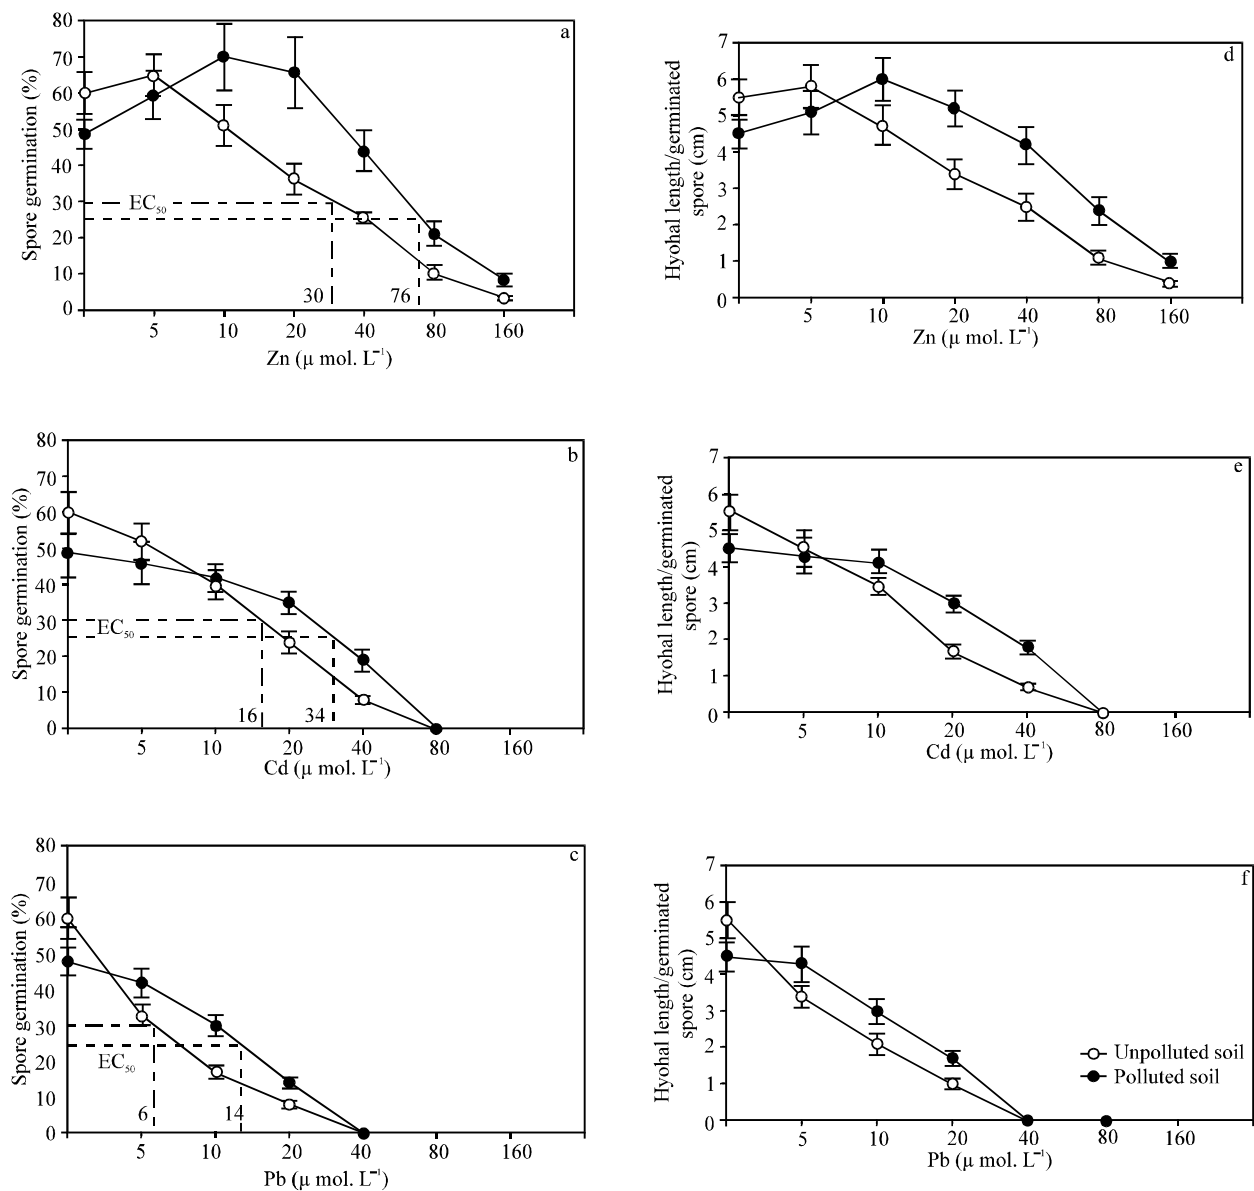 a
Spore germination (%)
80
70
60
50
40
30
20
10
0
EC50
30
76
5 10 20 40 80 160
Zn (µ mol. L⁻¹)
d
Hyohal length/germinated
spore (cm)
7
6
5
4
3
2
1
0
5 10 20 40 80 160
Zn (µ mol. L⁻¹)
b
Spore germination (%)
80
70
60
50
40
30
20
10
0
EC50
16
34
5 10 20 40 80 160
Cd (µ mol. L⁻¹)
e
Hyohal length/germinated
spore (cm)
7
6
5
4
3
2
1
0
5 10 20 40 80 160
Cd (µ mol. L⁻¹)
c
Spore germination (%)
80
70
60
50
40
30
20
10
0
EC50
6
14
5 10 20 40 80 160
Pb (µ mol. L⁻¹)
f
Hyohal length/germinated
spore (cm)
7
6
5
4
3
2
1
0
Unpolluted soil
Polluted soil
5 10 20 40 80 160
Pb (µ mol. L⁻¹)